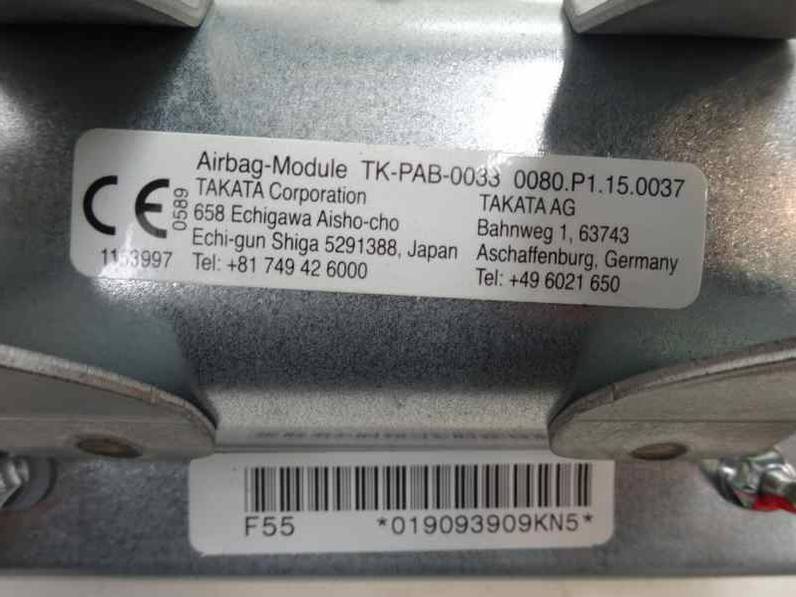 Airbag-Module TK-PAB-0033 0080.P1.15.0037
CE 0589
1153997
TAKATA Corporation
658 Echigawa Aisho-cho
Echi-gun Shiga 5291388, Japan
Tel: +81 749 42 6000
TAKATA AG
Bahnweg 1, 63743
Aschaffenburg, Germany
Tel: +49 6021 650
F55 *019093909KN5*